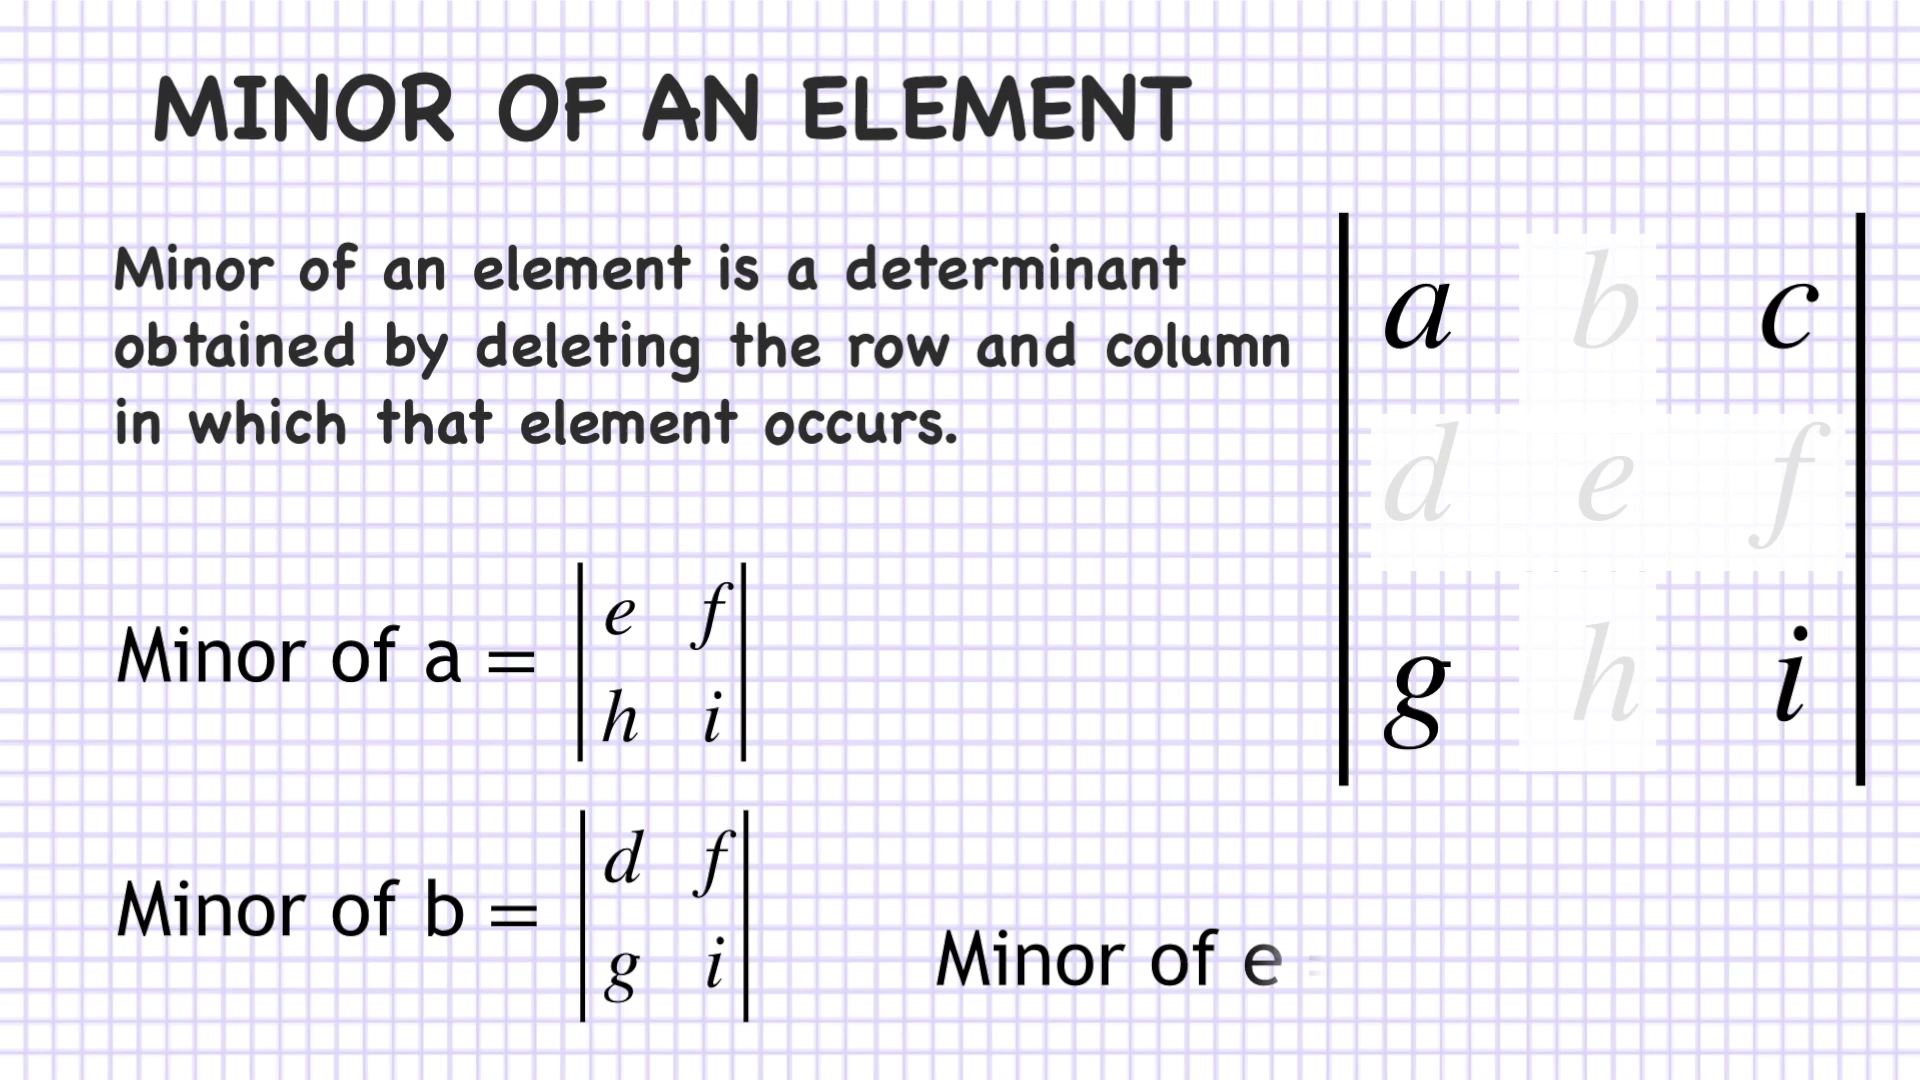 MINOR OF AN ELEMENT
Minor of an element is a determinant
obtained by deleting the row and column
in which that element occurs.
a b c
d e f
g h i
Minor of a =
e f
h i
Minor of b =
d f
g i
Minor of e =